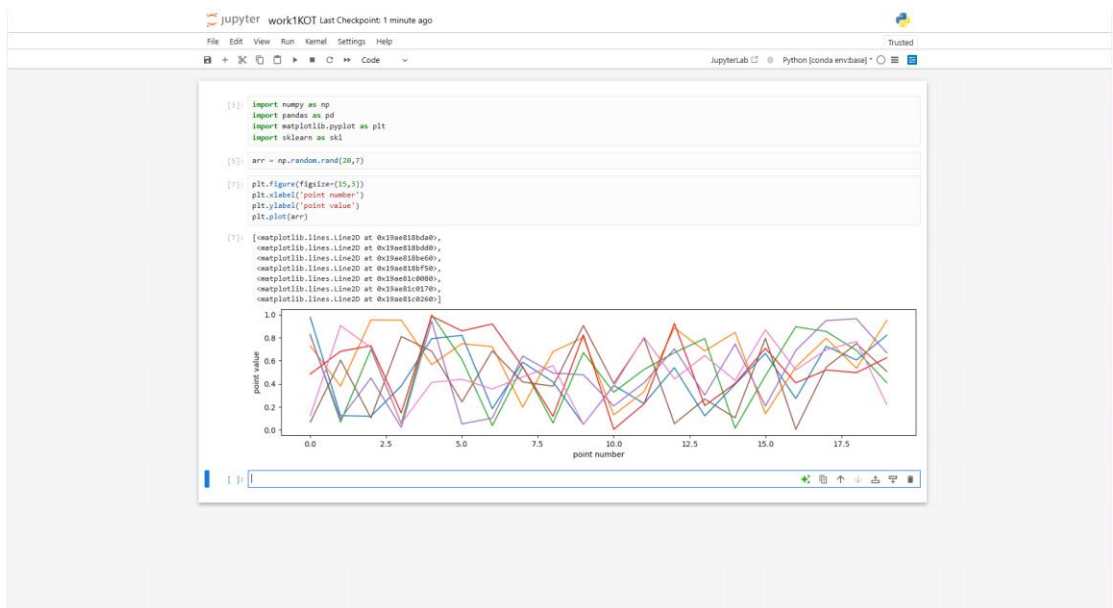 jupyter work1KOT Last Checkpoint: 1 minute ago
File Edit View Run Kernel Settings Help
Trusted
Code
JupyterLab
Python [conda env:base] *
[3]: import numpy as np
import pandas as pd
import matplotlib.pyplot as plt
import sklearn as skl
[5]: arr = np.random.rand(20,7)
[7]: plt.figure(figsize=(15,3))
plt.xlabel('point number')
plt.ylabel('point value')
plt.plot(arr)
[7]: [<matplotlib.lines.Line2D at 0x19ae818bda0>,
<matplotlib.lines.Line2D at 0x19ae818bdd0>,
<matplotlib.lines.Line2D at 0x19ae818be60>,
<matplotlib.lines.Line2D at 0x19ae818bf50>,
<matplotlib.lines.Line2D at 0x19ae81c0080>,
<matplotlib.lines.Line2D at 0x19ae81c0170>,
<matplotlib.lines.Line2D at 0x19ae81c0260>]
1.0
0.8
0.6
0.4
0.2
0.0
point value
0.0 2.5 5.0 7.5 10.0 12.5 15.0 17.5
point number
[ ]: